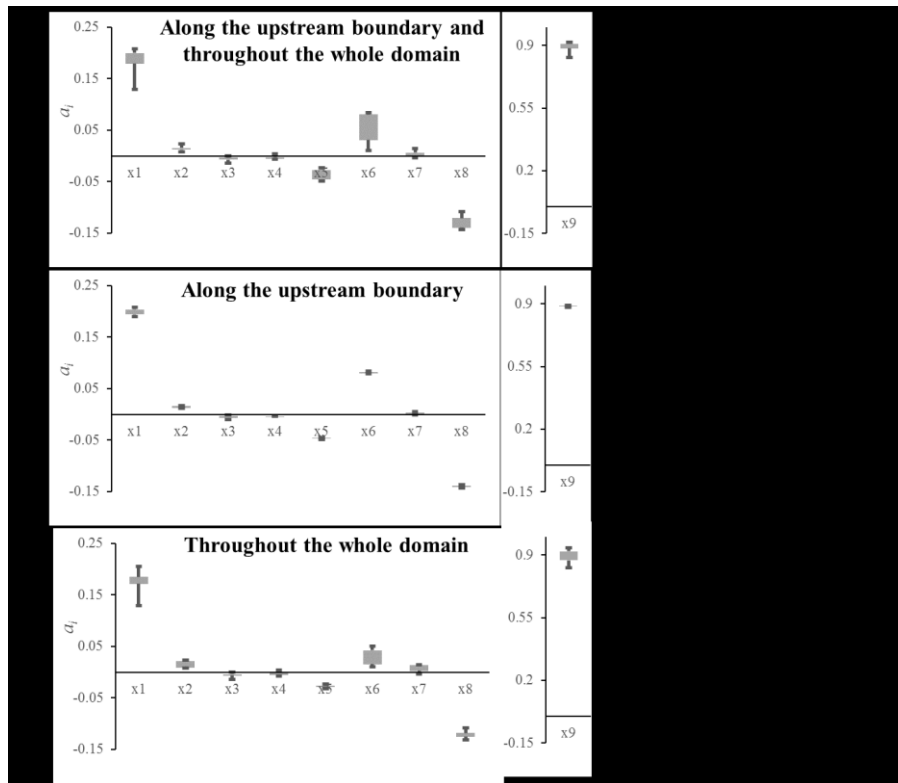 Along the upstream boundary and
throughout the whole domain
0.25
0.15
0.05
-0.05
-0.15
a_i
x1 x2 x3 x4 x5 x6 x7 x8
0.9
0.55
0.2
-0.15
x9
Along the upstream boundary
0.25
0.15
0.05
-0.05
-0.15
a_i
x1 x2 x3 x4 x5 x6 x7 x8
0.9
0.55
0.2
-0.15
x9
Throughout the whole domain
0.25
0.15
0.05
-0.05
-0.15
a_i
x1 x2 x3 x4 x5 x6 x7 x8
0.9
0.55
0.2
-0.15
x9